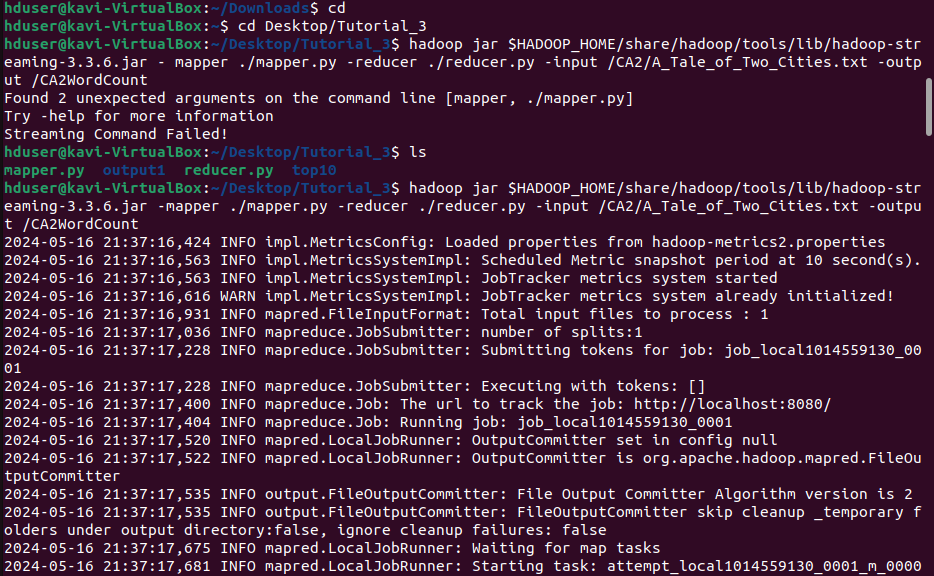 hduser@kavi-VirtualBox:~/Downloads$ cd
hduser@kavi-VirtualBox:~$ cd Desktop/Tutorial_3
hduser@kavi-VirtualBox:~/Desktop/Tutorial_3$ hadoop jar $HADOOP_HOME/share/hadoop/tools/lib/hadoop-str
eaming-3.3.6.jar - mapper ./mapper.py -reducer ./reducer.py -input /CA2/A_Tale_of_Two_Cities.txt -outp
ut /CA2WordCount
Found 2 unexpected arguments on the command line [mapper, ./mapper.py]
Try -help for more information
Streaming Command Failed!
hduser@kavi-VirtualBox:~/Desktop/Tutorial_3$ ls
mapper.py  output1  reducer.py  top10
hduser@kavi-VirtualBox:~/Desktop/Tutorial_3$ hadoop jar $HADOOP_HOME/share/hadoop/tools/lib/hadoop-str
eaming-3.3.6.jar -mapper ./mapper.py -reducer ./reducer.py -input /CA2/A_Tale_of_Two_Cities.txt -outpu
t /CA2WordCount
2024-05-16 21:37:16,424 INFO impl.MetricsConfig: Loaded properties from hadoop-metrics2.properties
2024-05-16 21:37:16,563 INFO impl.MetricsSystemImpl: Scheduled Metric snapshot period at 10 second(s).
2024-05-16 21:37:16,563 INFO impl.MetricsSystemImpl: JobTracker metrics system started
2024-05-16 21:37:16,616 WARN impl.MetricsSystemImpl: JobTracker metrics system already initialized!
2024-05-16 21:37:16,931 INFO mapred.FileInputFormat: Total input files to process : 1
2024-05-16 21:37:17,036 INFO mapreduce.JobSubmitter: number of splits:1
2024-05-16 21:37:17,228 INFO mapreduce.JobSubmitter: Submitting tokens for job: job_local1014559130_00
01
2024-05-16 21:37:17,228 INFO mapreduce.JobSubmitter: Executing with tokens: []
2024-05-16 21:37:17,400 INFO mapreduce.Job: The url to track the job: http://localhost:8080/
2024-05-16 21:37:17,404 INFO mapreduce.Job: Running job: job_local1014559130_0001
2024-05-16 21:37:17,520 INFO mapred.LocalJobRunner: OutputCommitter set in config null
2024-05-16 21:37:17,522 INFO mapred.LocalJobRunner: OutputCommitter is org.apache.hadoop.mapred.FileOu
tputCommitter
2024-05-16 21:37:17,535 INFO output.FileOutputCommitter: File Output Committer Algorithm version is 2
2024-05-16 21:37:17,535 INFO output.FileOutputCommitter: FileOutputCommitter skip cleanup _temporary f
olders under output directory:false, ignore cleanup failures: false
2024-05-16 21:37:17,675 INFO mapred.LocalJobRunner: Waiting for map tasks
2024-05-16 21:37:17,681 INFO mapred.LocalJobRunner: Starting task: attempt_local1014559130_0001_m_0000